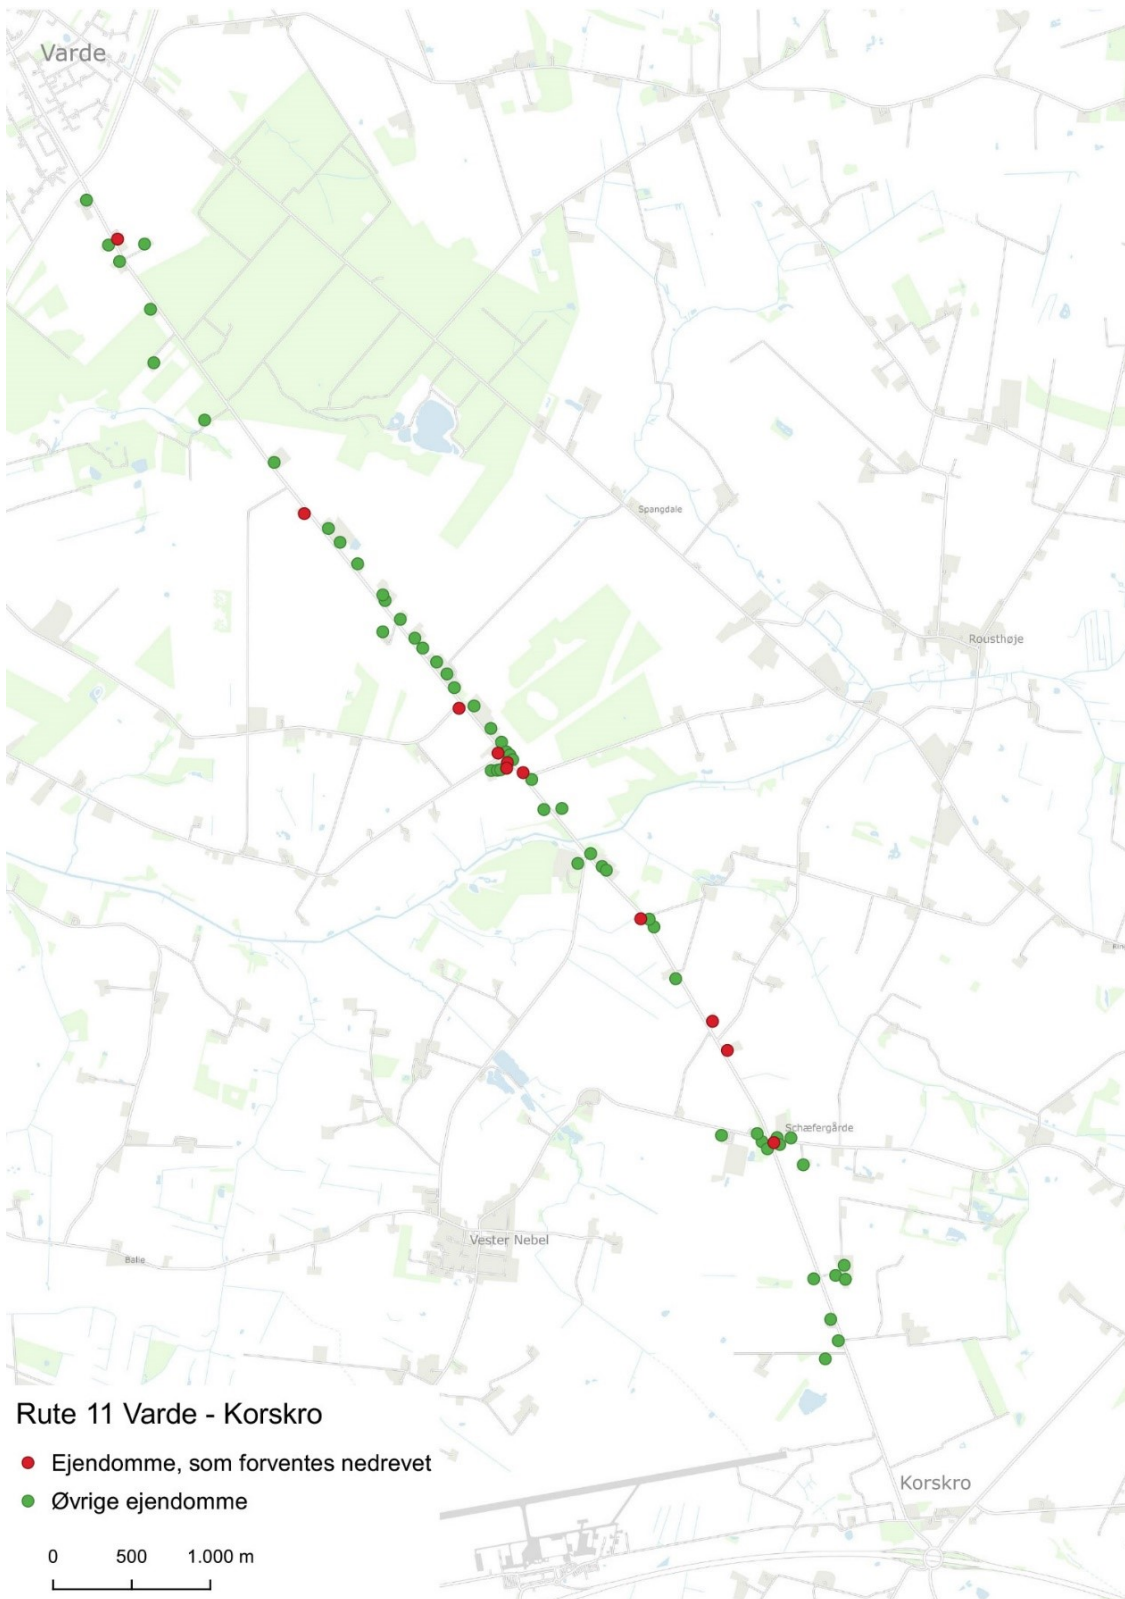 Varde
Spangdale
Rousthøje
Schæfergårde
Vester Nebel
Balle
Rute 11 Varde - Korskro
Ejendomme, som forventes nedrevet
Øvrige ejendomme
Korskro
0 500 1.000 m